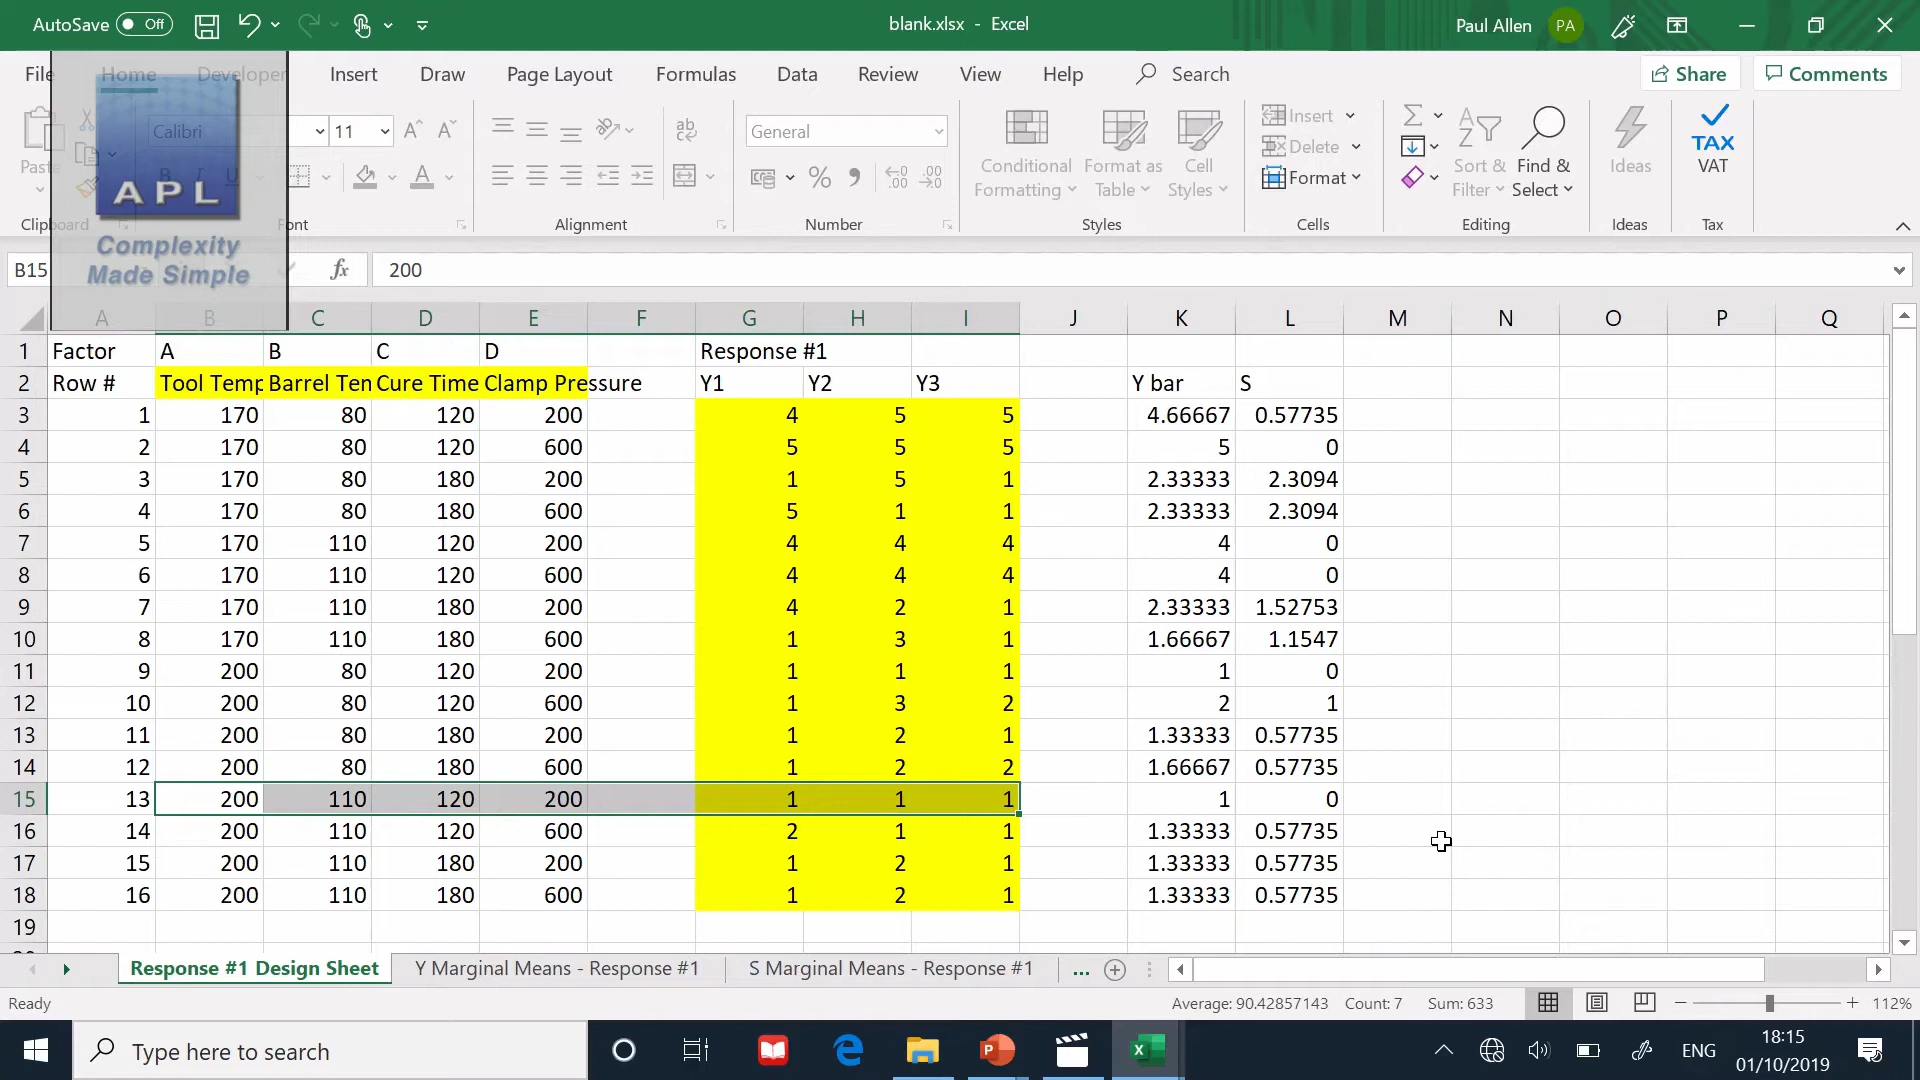 AutoSave Off blank.xlsx - Excel Paul Allen PA
File Home Developer Insert Draw Page Layout Formulas Data Review View Help Search Share Comments
Calibri 11 General
Paste B I U Conditional Formatting Format as Table Cell Styles Insert Delete Format Sort & Filter Find & Select Ideas TAX VAT
Clipboard Font Alignment Number Styles Cells Editing Ideas Tax
APL
Complexity
Made Simple
B15 fx 200
A B C D E F G H I J K L M N O P Q
1 Factor A B C D Response #1
2 Row # Tool Temp Barrel Ten Cure Time Clamp Pressure Y1 Y2 Y3 Y bar S
3 1 170 80 120 200 4 5 5 4.66667 0.57735
4 2 170 80 120 600 5 5 5 5 0
5 3 170 80 180 200 1 5 1 2.33333 2.3094
6 4 170 80 180 600 5 1 1 2.33333 2.3094
7 5 170 110 120 200 4 4 4 4 0
8 6 170 110 120 600 4 4 4 4 0
9 7 170 110 180 200 4 2 1 2.33333 1.52753
10 8 170 110 180 600 1 3 1 1.66667 1.1547
11 9 200 80 120 200 1 1 1 1 0
12 10 200 80 120 600 1 3 2 2 1
13 11 200 80 180 200 1 2 1 1.33333 0.57735
14 12 200 80 180 600 1 2 2 1.66667 0.57735
15 13 200 110 120 200 1 1 1 1 0
16 14 200 110 120 600 2 1 1 1.33333 0.57735
17 15 200 110 180 200 1 2 1 1.33333 0.57735
18 16 200 110 180 600 1 2 1 1.33333 0.57735
19
Response #1 Design Sheet Y Marginal Means - Response #1 S Marginal Means - Response #1 ...
Ready Average: 90.42857143 Count: 7 Sum: 633 112%
Type here to search ENG 18:15
01/10/2019